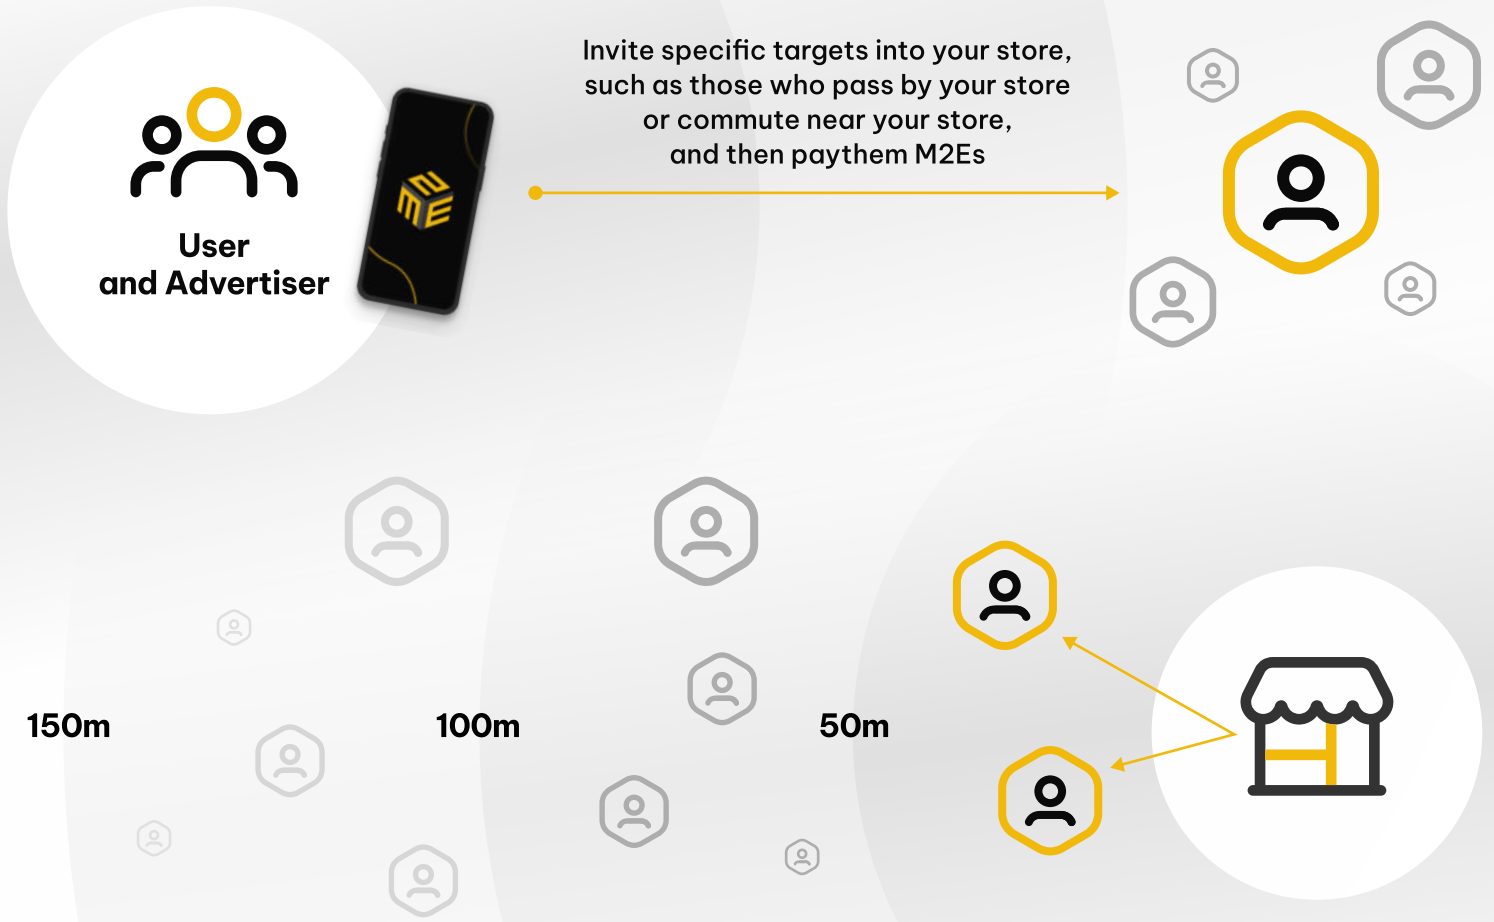 Invite specific targets into your store,
such as those who pass by your store
or commute near your store,
and then paythem M2Es
User
and Advertiser
M2E
150m
100m
50m